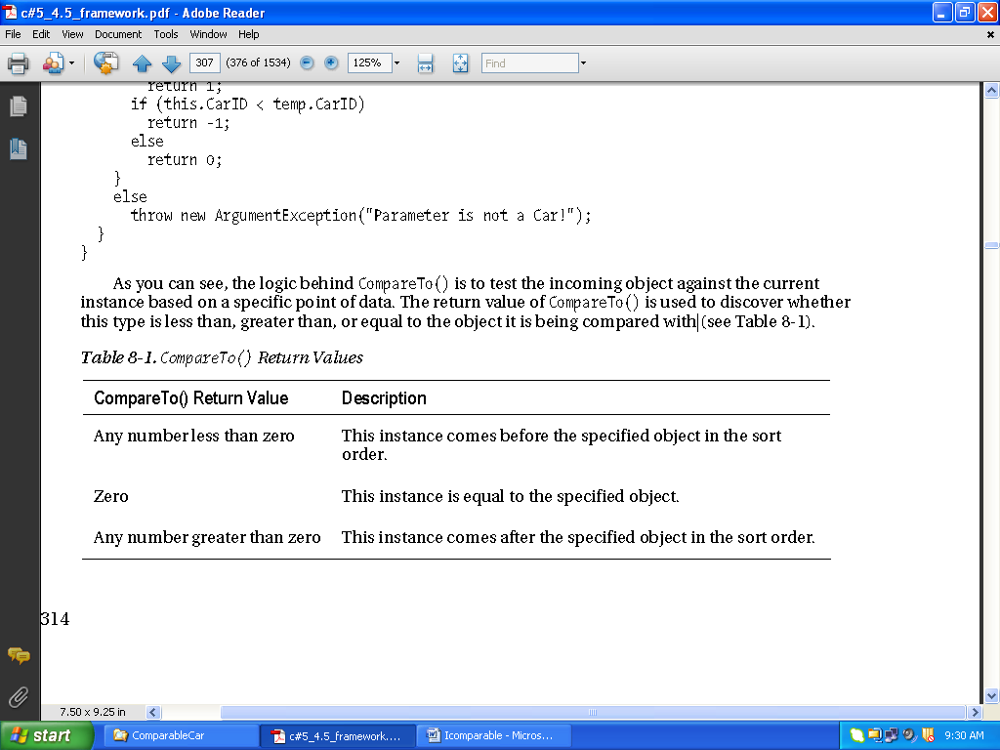 c#5_4.5_framework.pdf - Adobe Reader
File Edit View Document Tools Window Help
307 (376 of 1534) 125% Find
return 1;
if (this.CarID < temp.CarID)
return -1;
else
return 0;
}
else
throw new ArgumentException("Parameter is not a Car!");
}
}
As you can see, the logic behind CompareTo() is to test the incoming object against the current
instance based on a specific point of data. The return value of CompareTo() is used to discover whether
this type is less than, greater than, or equal to the object it is being compared with (see Table 8-1).
Table 8-1. CompareTo() Return Values
CompareTo() Return Value Description
Any number less than zero This instance comes before the specified object in the sort
order.
Zero This instance is equal to the specified object.
Any number greater than zero This instance comes after the specified object in the sort order.
314
7.50 x 9.25 in
start ComparableCar c#5_4.5_framework.... Icomparable - Micros... 9:30 AM